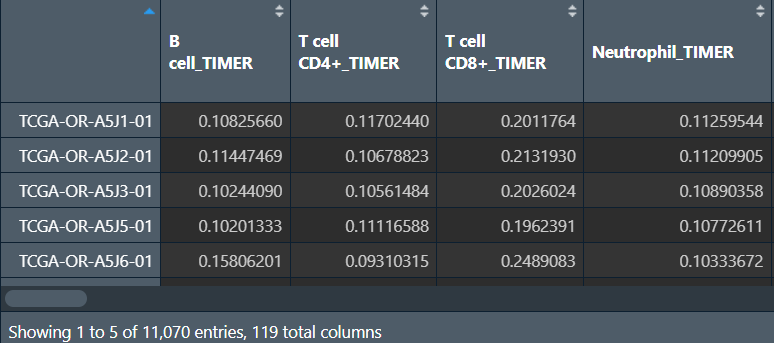 B cell_TIMER T cell CD4+_TIMER T cell CD8+_TIMER Neutrophil_TIMER
TCGA-OR-A5J1-01 0.10825660 0.11702440 0.2011764 0.11259544
TCGA-OR-A5J2-01 0.11447469 0.10678823 0.2131930 0.11209905
TCGA-OR-A5J3-01 0.10244090 0.10561484 0.2026024 0.10890358
TCGA-OR-A5J5-01 0.10201333 0.11116588 0.1962391 0.10772611
TCGA-OR-A5J6-01 0.15806201 0.09310315 0.2489083 0.10333672
Showing 1 to 5 of 11,070 entries, 119 total columns